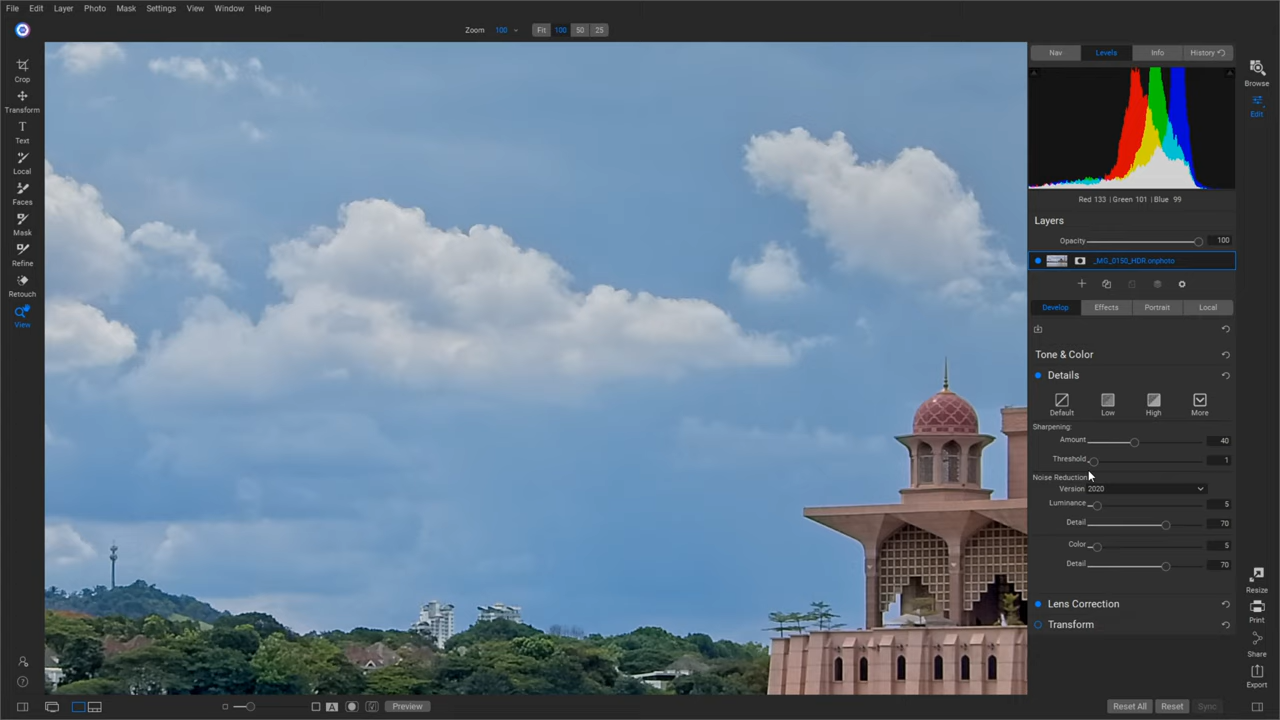 File Edit Layer Photo Mask Settings View Window Help
Zoom 100 Fit 100 50 25
Crop
Transform
Text
Local
Faces
Mask
Refine
Retouch
View
Nav Levels Info History
Red 133 | Green 101 | Blue 99
Layers
Opacity 100
_MG_0150_HDR.onphoto
Develop Effects Portrait Local
Tone & Color
Details
Default Low High More
Sharpening:
Amount 40
Threshold 1
Noise Reduction:
Version 2020
Luminance 5
Detail 70
Color 5
Detail 70
Lens Correction
Transform
Browse
Edit
Resize
Print
Share
Export
A Preview
Reset All Reset Sync